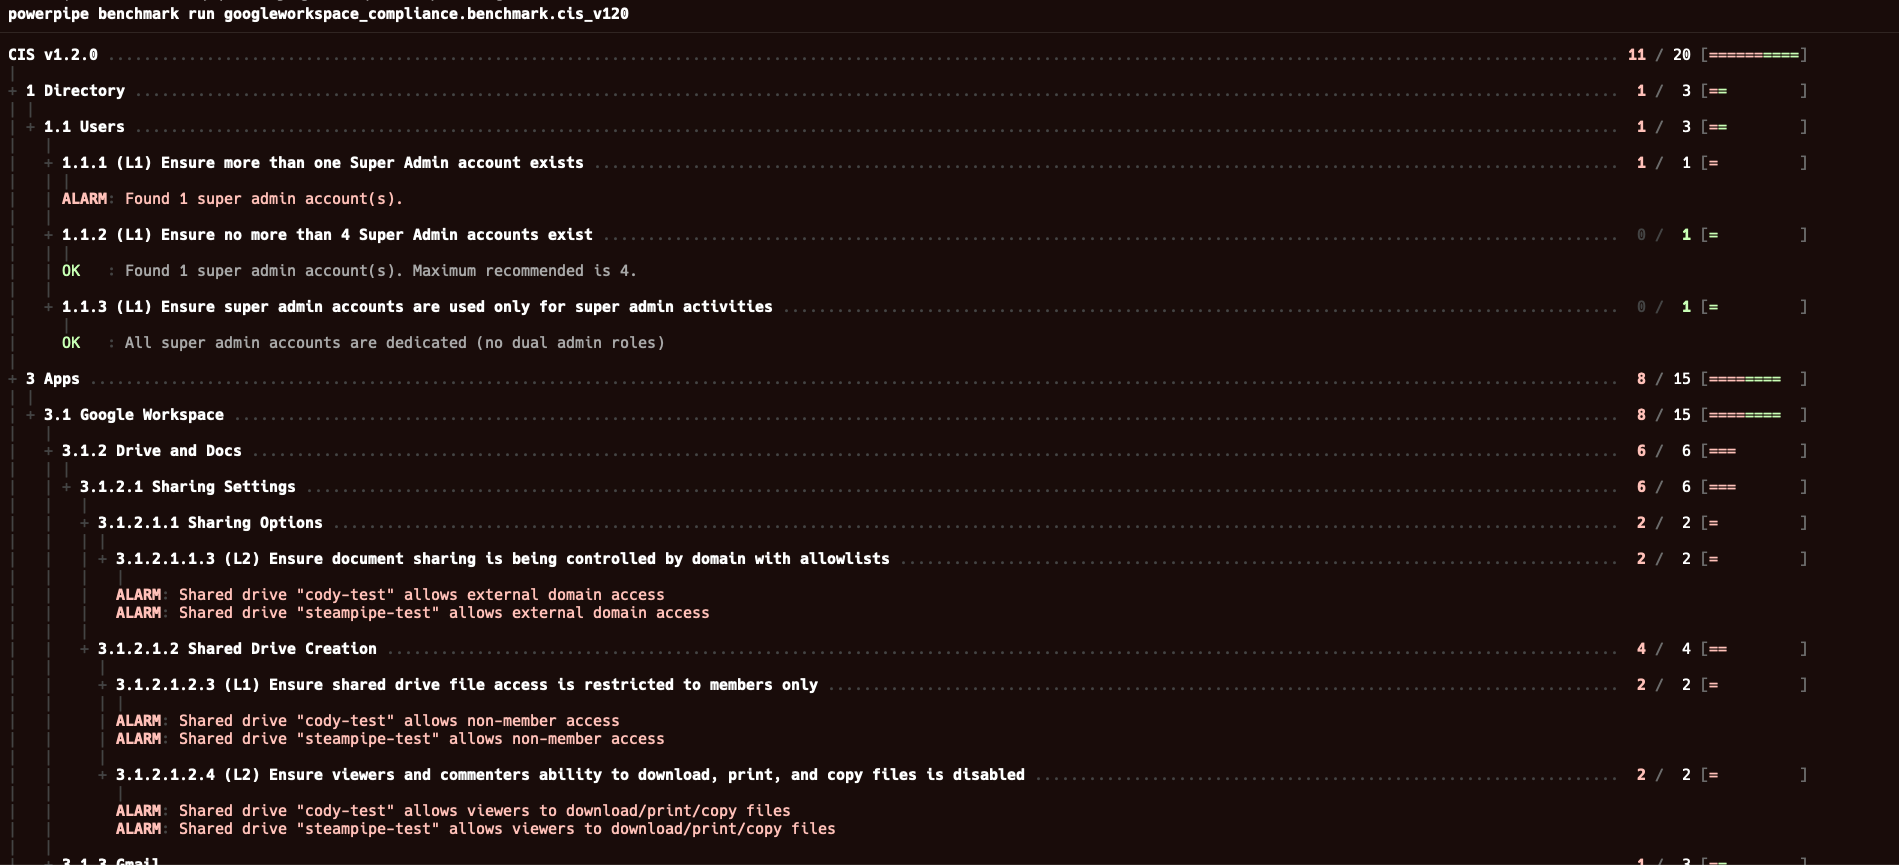 powerpipe benchmark run googleworkspace_compliance.benchmark.cis_v120
CIS v1.2.0 ........ 11 / 20 [==========]
+ 1 Directory ........ 1 / 3 [==        ]
+ 1.1 Users ........ 1 / 3 [==        ]
+ 1.1.1 (L1) Ensure more than one Super Admin account exists ........ 1 / 1 [=         ]
ALARM: Found 1 super admin account(s).
+ 1.1.2 (L1) Ensure no more than 4 Super Admin accounts exist ........ 0 / 1 [=         ]
OK   : Found 1 super admin account(s). Maximum recommended is 4.
+ 1.1.3 (L1) Ensure super admin accounts are used only for super admin activities ........ 0 / 1 [=         ]
OK   : All super admin accounts are dedicated (no dual admin roles)
+ 3 Apps ........ 8 / 15 [========  ]
+ 3.1 Google Workspace ........ 8 / 15 [========  ]
+ 3.1.2 Drive and Docs ........ 6 / 6 [===       ]
+ 3.1.2.1 Sharing Settings ........ 6 / 6 [===       ]
+ 3.1.2.1.1 Sharing Options ........ 2 / 2 [=         ]
+ 3.1.2.1.1.3 (L2) Ensure document sharing is being controlled by domain with allowlists ........ 2 / 2 [=         ]
ALARM: Shared drive "cody-test" allows external domain access
ALARM: Shared drive "steampipe-test" allows external domain access
+ 3.1.2.1.2 Shared Drive Creation ........ 4 / 4 [==        ]
+ 3.1.2.1.2.3 (L1) Ensure shared drive file access is restricted to members only ........ 2 / 2 [=         ]
ALARM: Shared drive "cody-test" allows non-member access
ALARM: Shared drive "steampipe-test" allows non-member access
+ 3.1.2.1.2.4 (L2) Ensure viewers and commenters ability to download, print, and copy files is disabled ........ 2 / 2 [=         ]
ALARM: Shared drive "cody-test" allows viewers to download/print/copy files
ALARM: Shared drive "steampipe-test" allows viewers to download/print/copy files
+ 3.1.3 Gmail ........ 1 / 3 [==        ]